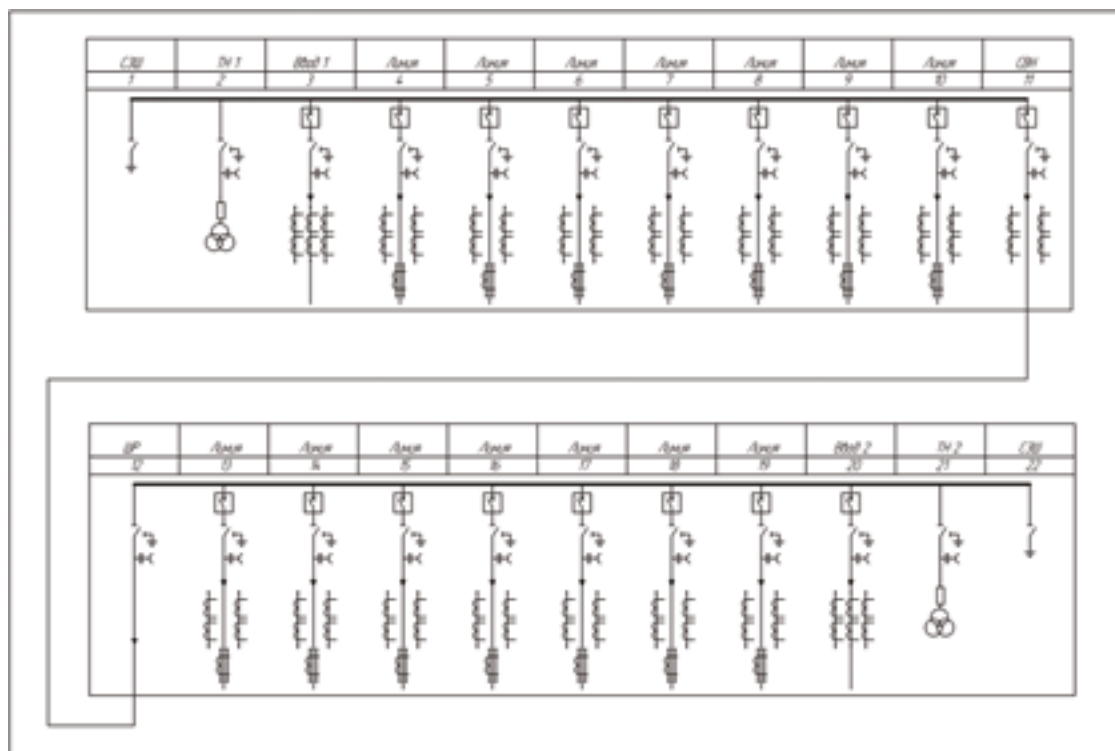 СЗШ ТН 1 Ввод 1 Линия Линия Линия Линия Линия Линия Линия СВН
1 2 3 4 5 6 7 8 9 10 11
ШР Линия Линия Линия Линия Линия Линия Линия Ввод 2 ТН 2 СЗШ
12 13 14 15 16 17 18 19 20 21 22